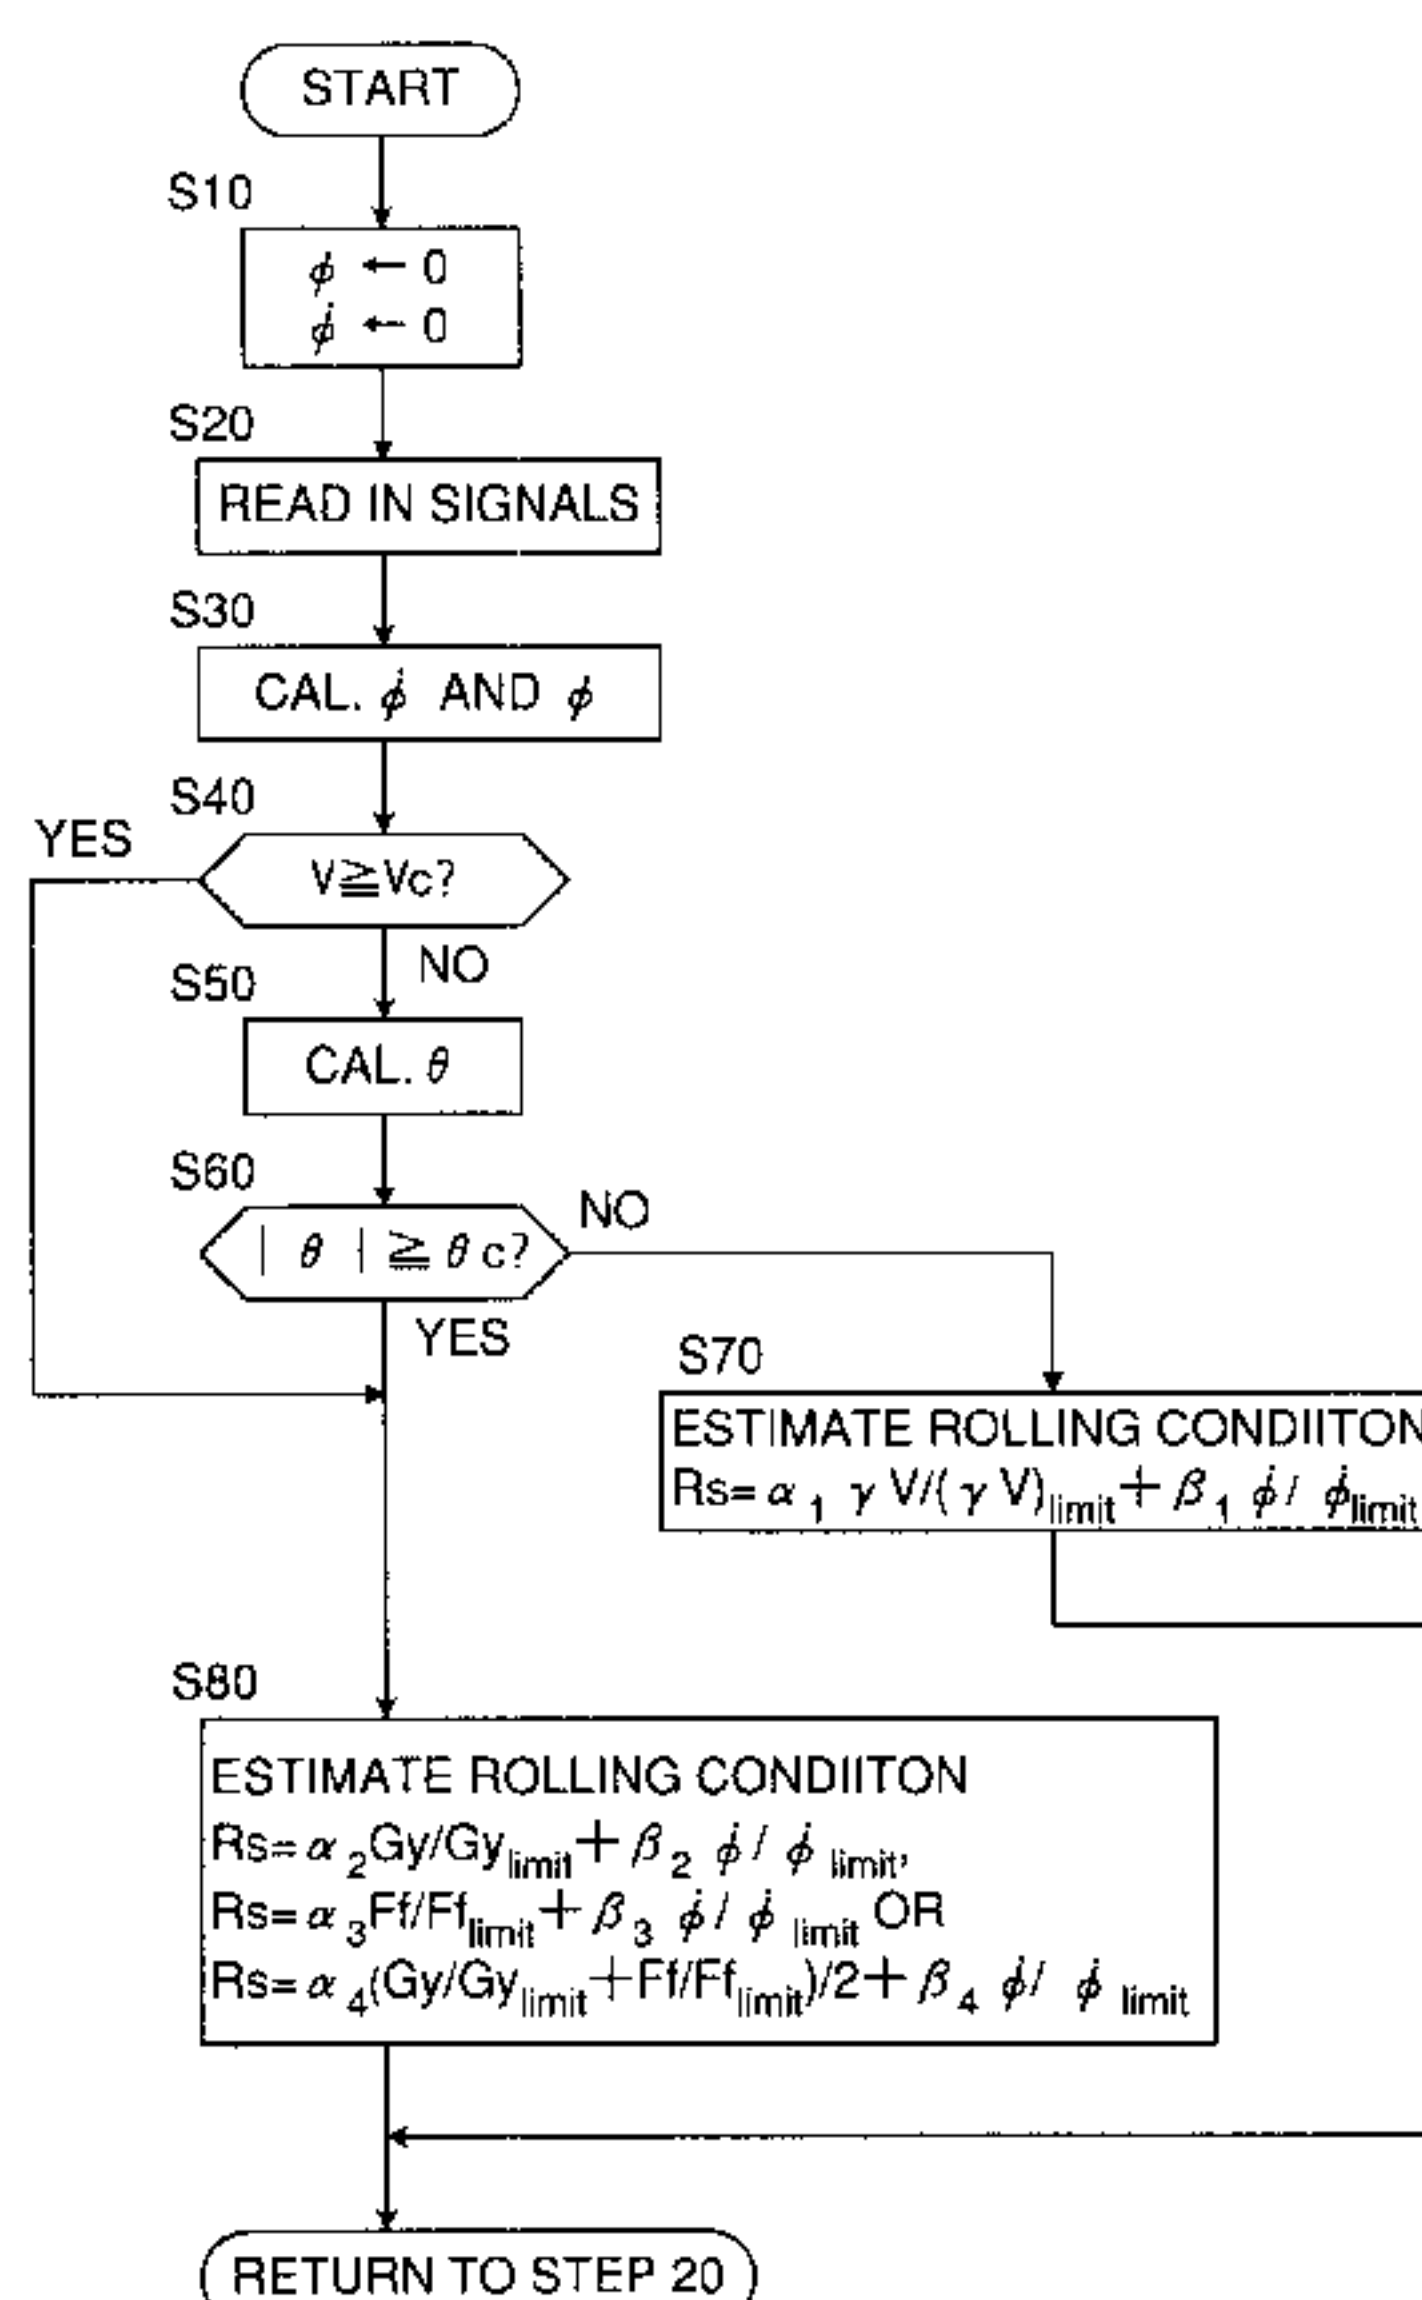 START
S10
ϕ ← 0
ϕ̇ ← 0
S20
READ IN SIGNALS
S30
CAL. ϕ̇ AND ϕ
S40
YES
V≧Vc?
NO
S50
CAL. θ
S60
NO
| θ | ≧ θc?
YES
S70
ESTIMATE ROLLING CONDIITON
Rs=α₁ γV/(γV)limit+β₁ ϕ̇/ ϕ̇limit
S80
ESTIMATE ROLLING CONDIITON
Rs=α₂Gy/Gylimit+β₂ ϕ̇/ ϕ̇ limit,
Rs=α₃Ff/Fflimit+β₃ ϕ̇/ ϕ̇ limit OR
Rs=α₄(Gy/Gylimit+Ff/Fflimit)/2+β₄ ϕ̇/ ϕ̇ limit
RETURN TO STEP 20